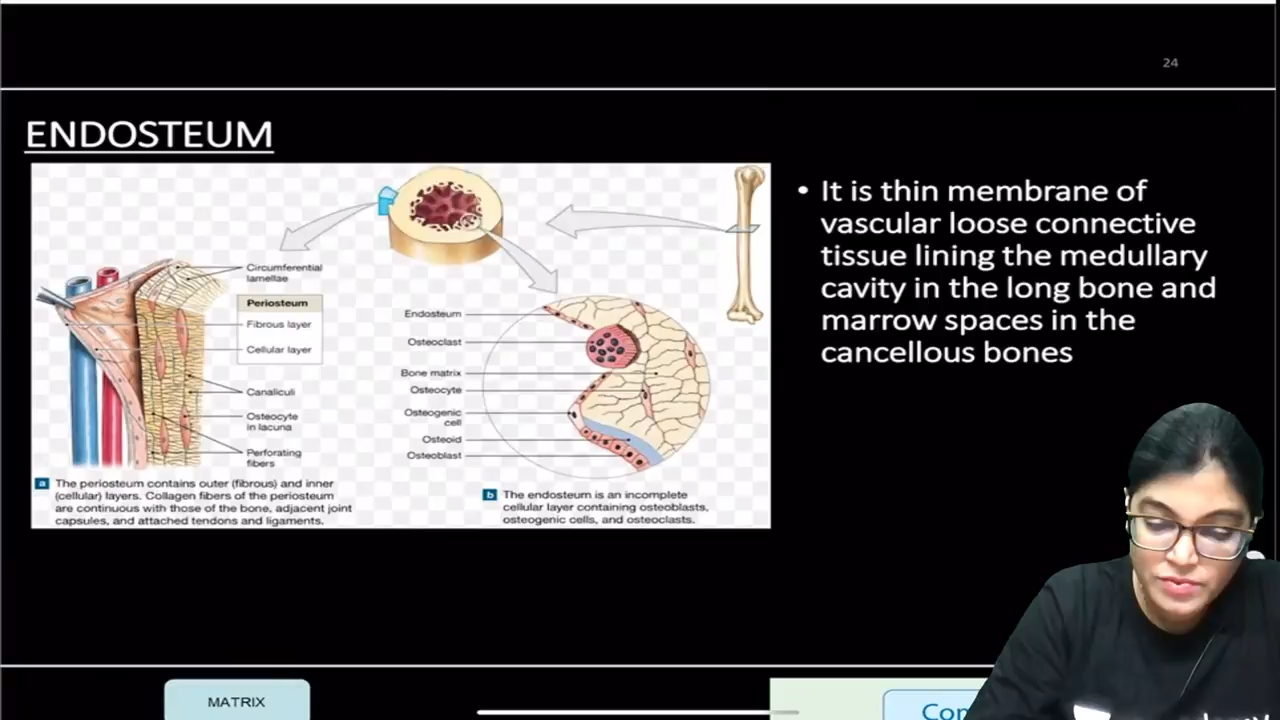 24
ENDOSTEUM
• It is thin membrane of
vascular loose connective
tissue lining the medullary
cavity in the long bone and
marrow spaces in the
cancellous bones
Circumferential
lamellae
Periosteum
Fibrous layer
Cellular layer
Canaliculi
Osteocyte
in lacuna
Perforating
fibers
a The periosteum contains outer (fibrous) and inner
(cellular) layers. Collagen fibers of the periosteum
are continuous with those of the bone, adjacent joint
capsules, and attached tendons and ligaments.
Endosteum
Osteoclast
Bone matrix
Osteocyte
Osteogenic
cell
Osteoid
Osteoblast
b The endosteum is an incomplete
cellular layer containing osteoblasts,
osteogenic cells, and osteoclasts.
MATRIX